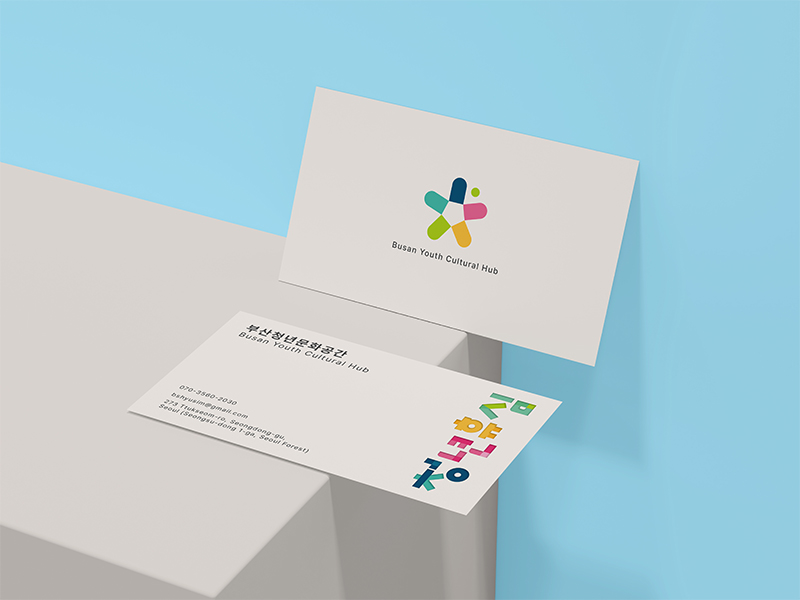 Busan Youth Cultural Hub
부산청년문화공간
Busan Youth Cultural Hub
070-3560-2030
bshyusim@gmail.com
273 Ttukseom-ro, Seongdong-gu,
Seoul (Seongsu-dong 1-ga, Seoul Forest)